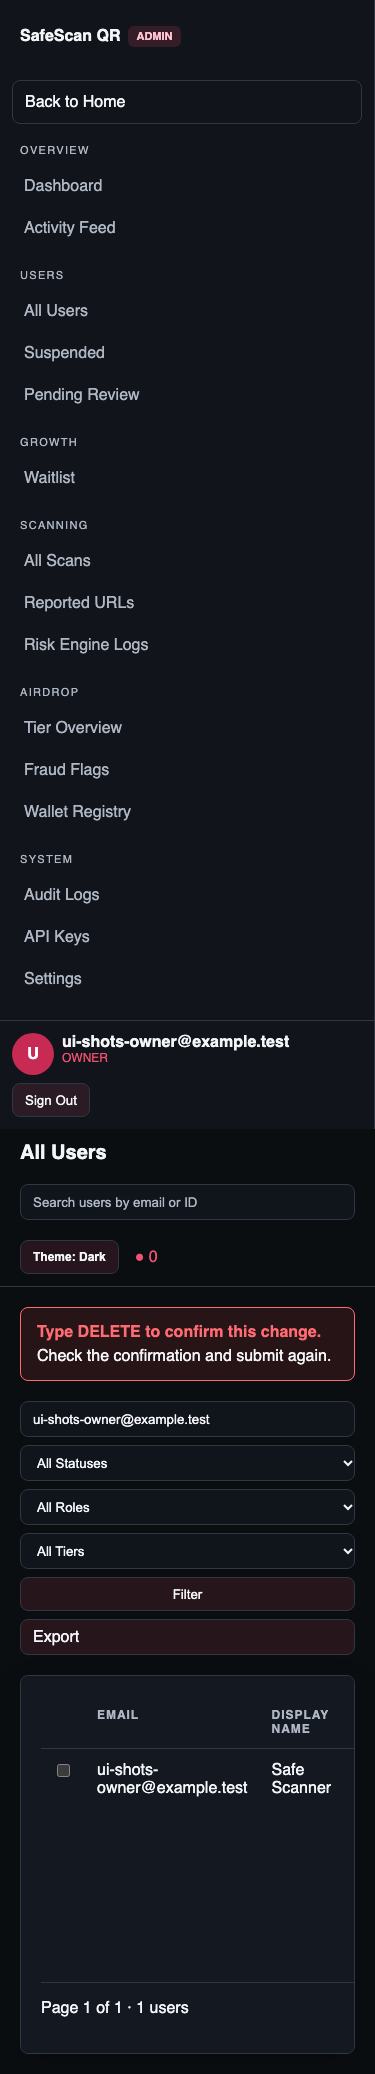 SafeScan QR ADMIN
Back to Home
OVERVIEW
Dashboard
Activity Feed
USERS
All Users
Suspended
Pending Review
GROWTH
Waitlist
SCANNING
All Scans
Reported URLs
Risk Engine Logs
AIRDROP
Tier Overview
Fraud Flags
Wallet Registry
SYSTEM
Audit Logs
API Keys
Settings
U
ui-shots-owner@example.test
OWNER
Sign Out
All Users
Search users by email or ID
Theme: Dark
0
Type DELETE to confirm this change.
Check the confirmation and submit again.
ui-shots-owner@example.test
All Statuses
All Roles
All Tiers
Filter
Export
EMAIL
DISPLAY
NAME
ui-shots-
owner@example.test
Safe
Scanner
Page 1 of 1 · 1 users